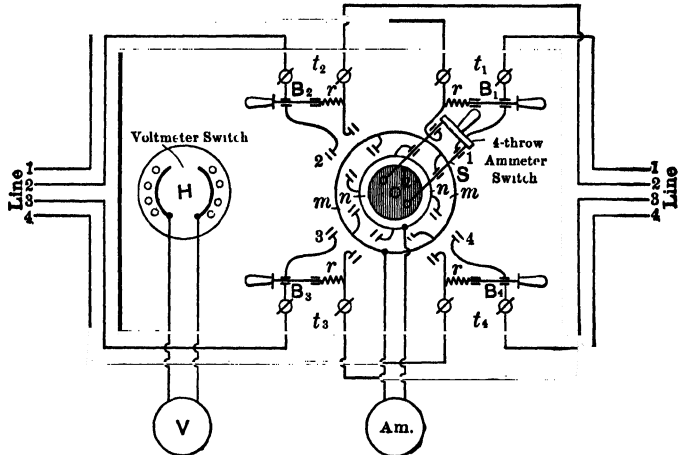 t2
t1
B2
r
r
B1
Voltmeter Switch
4-throw
Ammeter
Switch
2
1
S
H
n
n
m
m
Line
1
2
3
4
1
2
3
4
Line
3
4
r
r
B3
B4
t3
t4
V
Am.